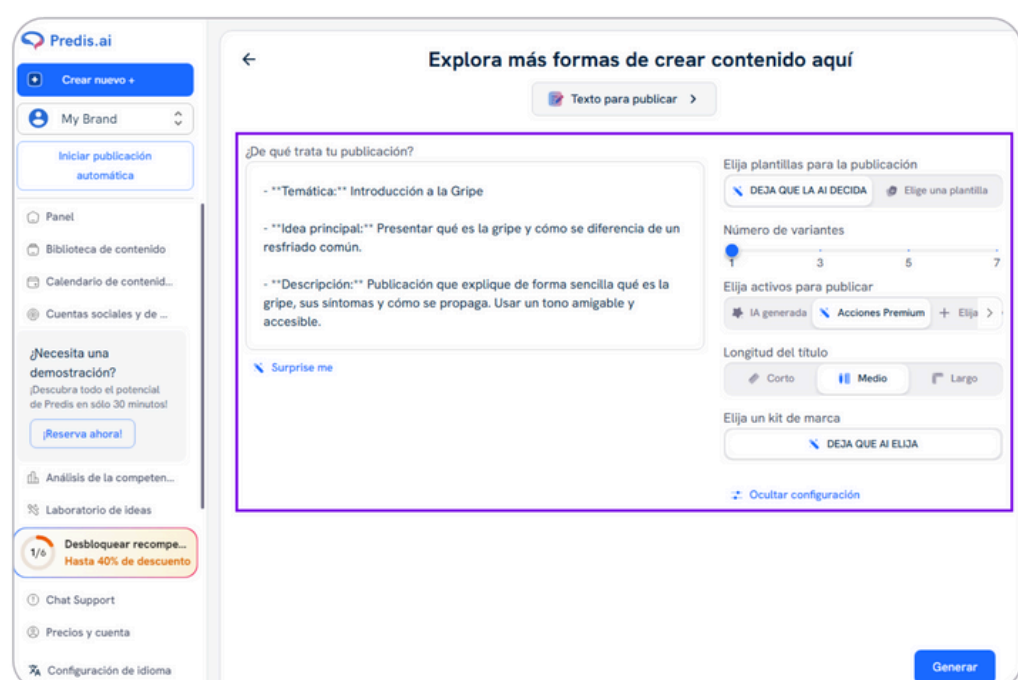 Predis.ai
Crear nuevo +
My Brand
Iniciar publicación
automática
Panel
Biblioteca de contenido
Calendario de contenid...
Cuentas sociales y de ...
¿Necesita una
demostración?
¡Descubra todo el potencial
de Predis en sólo 30 minutos!
¡Reserva ahora!
Análisis de la competen...
Laboratorio de ideas
1/6
Desbloquear recompe...
Hasta 40% de descuento
Chat Support
Precios y cuenta
Configuración de idioma
Explora más formas de crear contenido aquí
Texto para publicar
¿De qué trata tu publicación?
- **Temática:** Introducción a la Gripe
- **Idea principal:** Presentar qué es la gripe y cómo se diferencia de un
resfriado común.
- **Descripción:** Publicación que explique de forma sencilla qué es la
gripe, sus síntomas y cómo se propaga. Usar un tono amigable y
accesible.
Surprise me
Elija plantillas para la publicación
DEJA QUE LA AI DECIDA Elige una plantilla
Número de variantes
1 3 5 7
Elija activos para publicar
IA generada Acciones Premium + Elija
Longitud del título
Corto Medio Largo
Elija un kit de marca
DEJA QUE AI ELIJA
Ocultar configuración
Generar